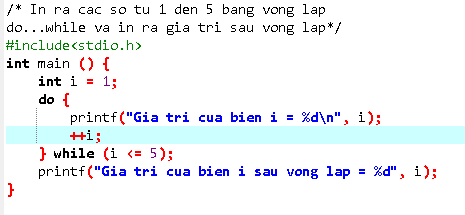 /* In ra cac so tu 1 den 5 bang vong lap
do...while va in ra gia tri sau vong lap*/
#include<stdio.h>
int main () {
    int i = 1;
    do {
        printf("Gia tri cua bien i = %d\n", i);
        ++i;
    } while (i <= 5);
    printf("Gia tri cua bien i sau vong lap = %d", i);
}